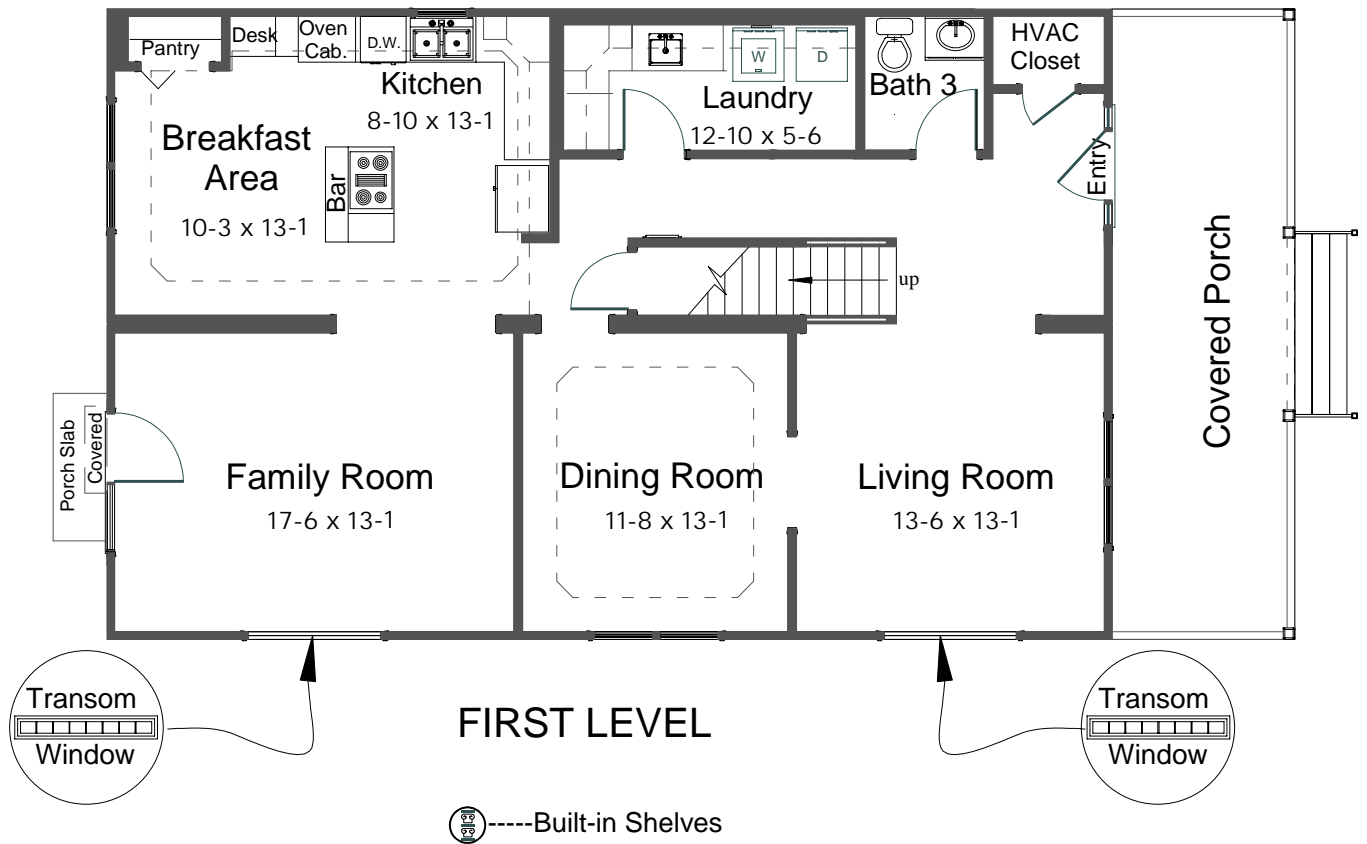 Pantry
Desk
Oven
Cab.
D.W.
Kitchen
8-10 x 13-1
Breakfast
Area
10-3 x 13-1
Bar
W
D
Laundry
12-10 x 5-6
Bath 3
HVAC
Closet
Entry
up
Covered Porch
Porch Slab
Covered
Family Room
17-6 x 13-1
Dining Room
11-8 x 13-1
Living Room
13-6 x 13-1
Transom
Window
FIRST LEVEL
Transom
Window
Built-in Shelves